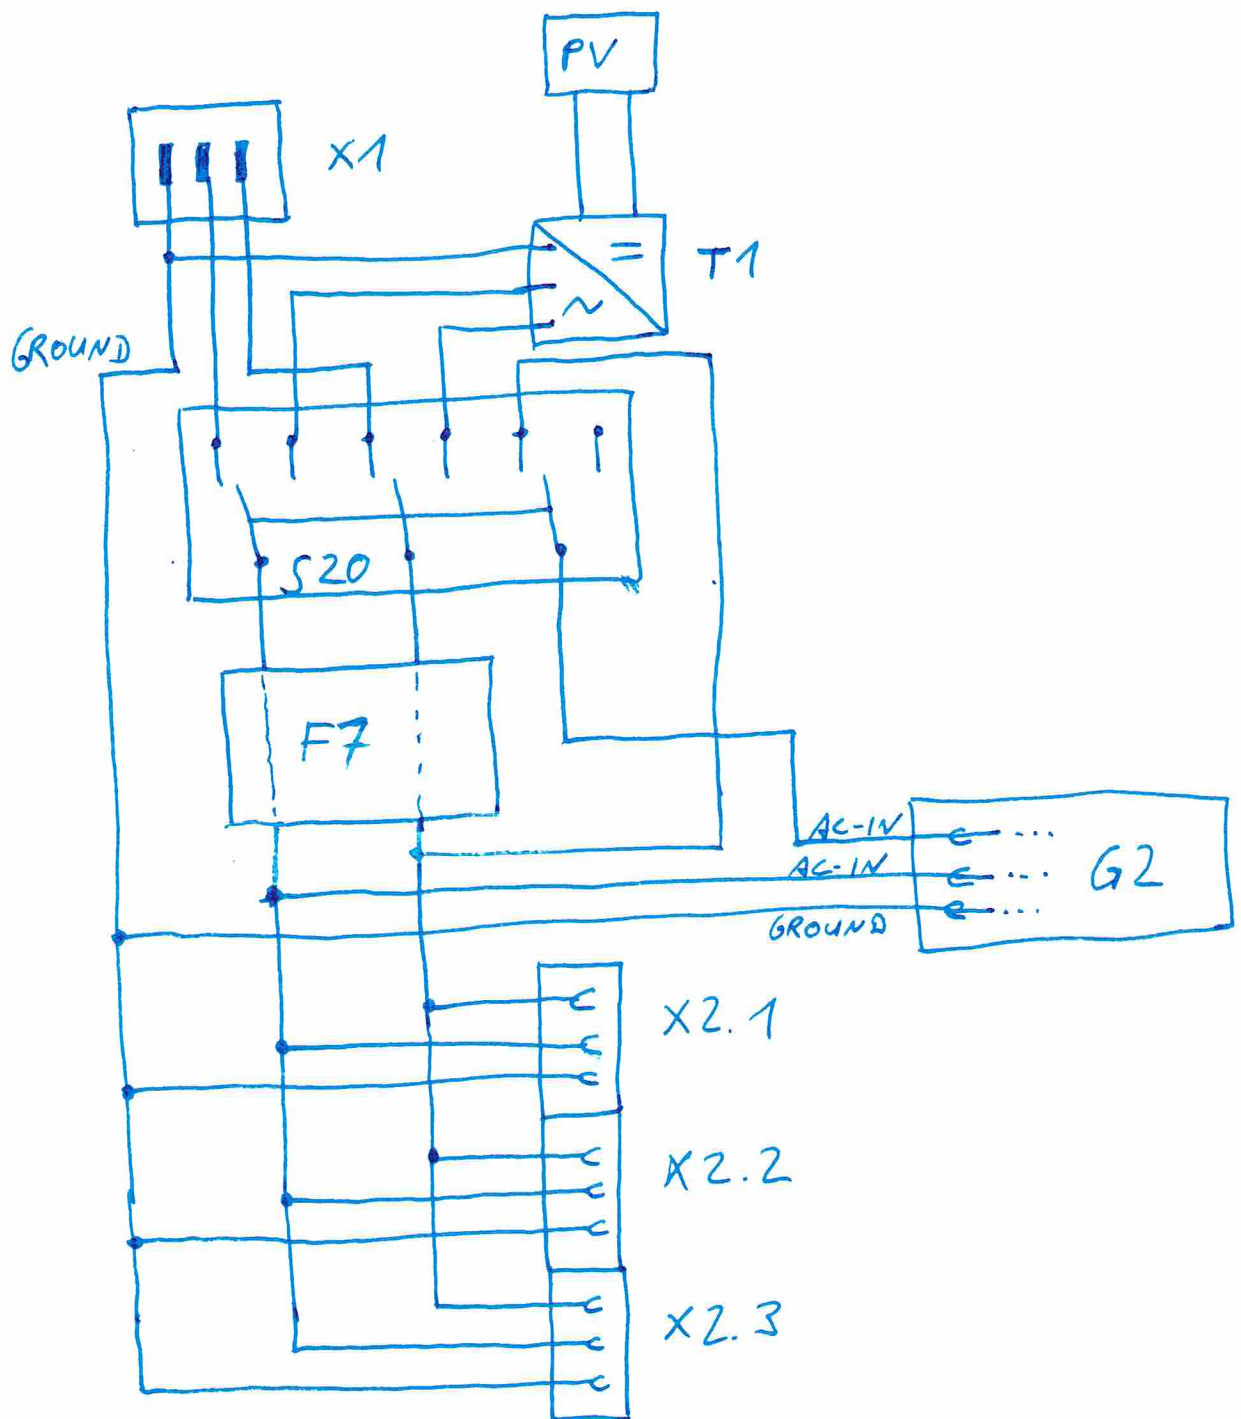 PV
X1
T1
GROUND
S20
F7
AC-IN
AC-IN
G2
GROUND
X2.1
X2.2
X2.3